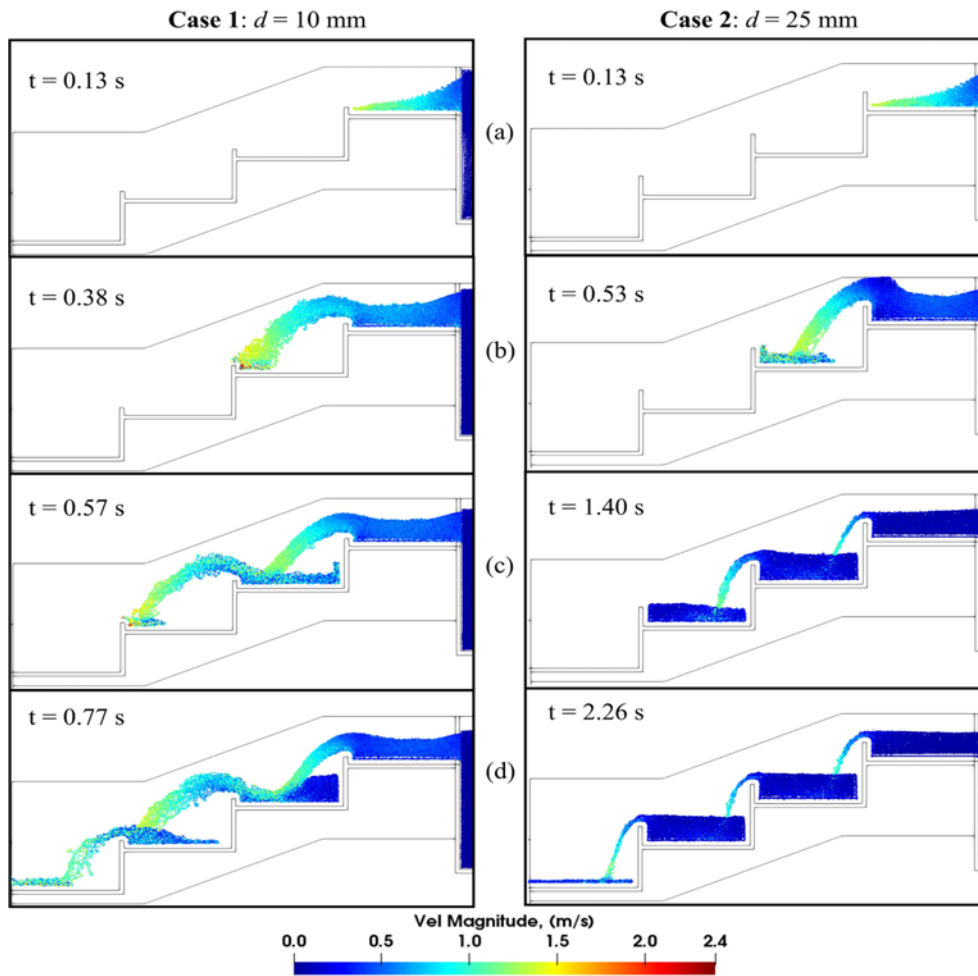 Case 1: d = 10 mm
Case 2: d = 25 mm
t = 0.13 s
(a)
t = 0.13 s
t = 0.38 s
(b)
t = 0.53 s
t = 0.57 s
(c)
t = 1.40 s
t = 0.77 s
(d)
t = 2.26 s
Vel Magnitude, (m/s)
0.0 0.5 1.0 1.5 2.0 2.4